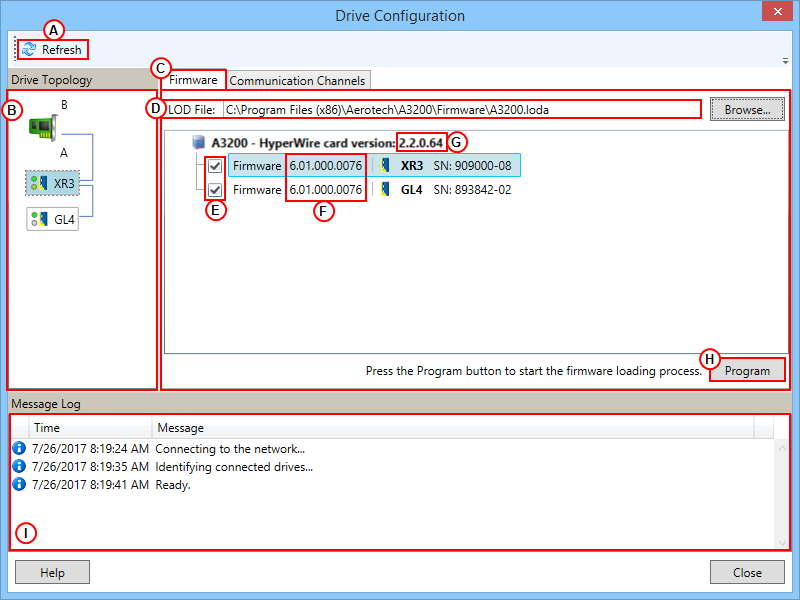 Drive Configuration
A
Refresh
Drive Topology
C
Firmware
Communication Channels
B
B
D
LOD File:
C:\Program Files (x86)\Aerotech\A3200\Firmware\A3200.loda
Browse...
A
XR3
GL4
A3200 - HyperWire card version: 2.2.0.64
G
Firmware 6.01.000.0076 XR3 SN: 909000-08
Firmware 6.01.000.0076 GL4 SN: 893842-02
E
F
H
Press the Program button to start the firmware loading process.
Program
Message Log
Time Message
7/26/2017 8:19:24 AM Connecting to the network...
7/26/2017 8:19:35 AM Identifying connected drives...
7/26/2017 8:19:41 AM Ready.
I
Help
Close